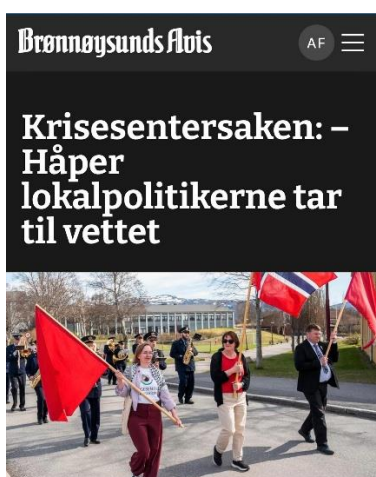 Brønnøysunds Avis
AF
Krisesentersaken: –
Håper
lokalpolitikerne tar
til vettet